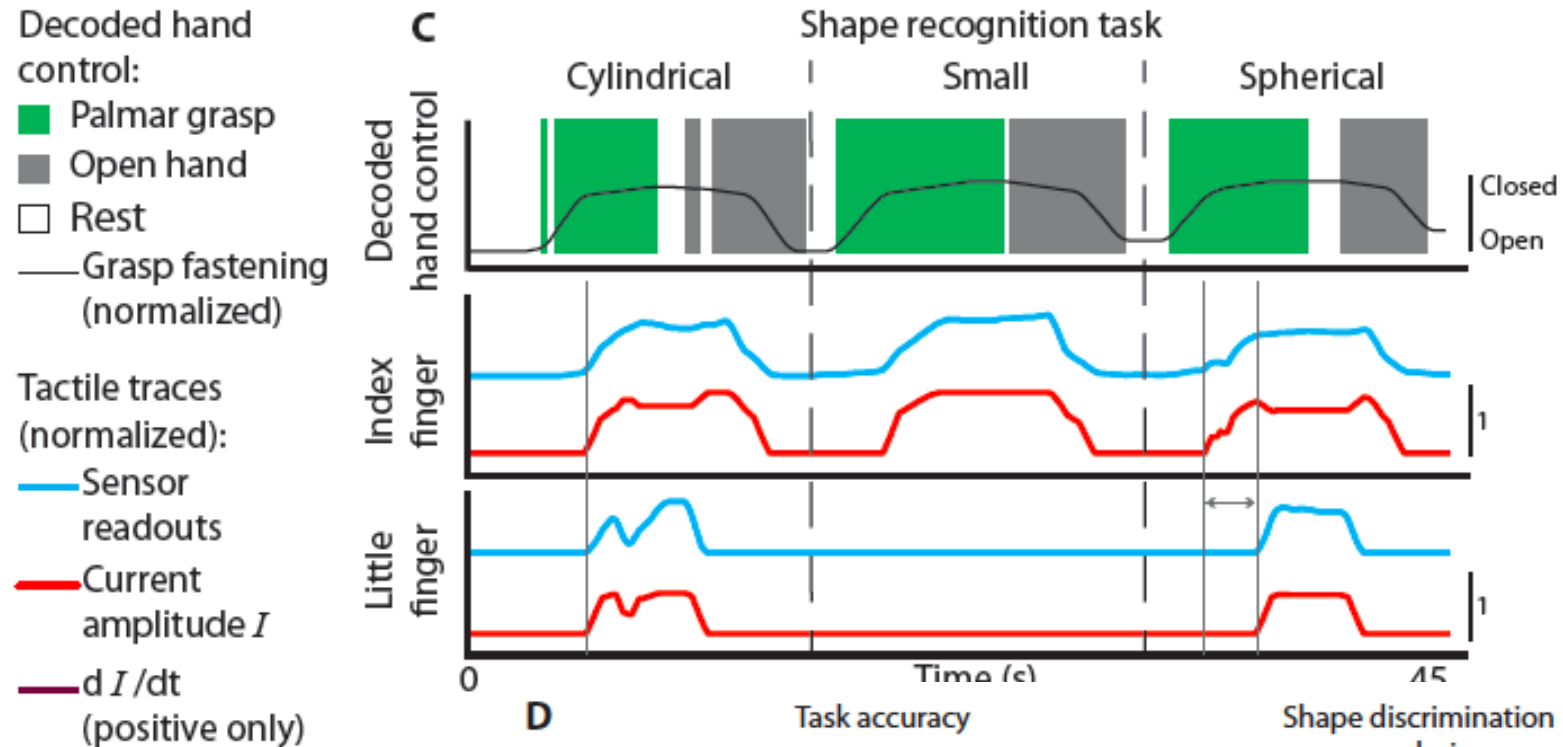 Decoded hand
control:
Palmar grasp
Open hand
Rest
Grasp fastening
(normalized)
Tactile traces
(normalized):
Sensor
readouts
Current
amplitude I
d I /dt
(positive only)
C
Shape recognition task
Cylindrical
Small
Spherical
Decoded
hand control
Closed
Open
Index
finger
1
Little
finger
1
0
Time (s)
45
D
Task accuracy
Shape discrimination